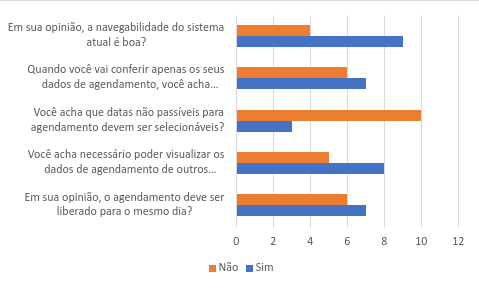 Em sua opinião, a navegabilidade do sistema
atual é boa?
Quando você vai conferir apenas os seus
dados de agendamento, você acha...
Você acha que datas não passíveis para
agendamento devem ser selecionáveis?
Você acha necessário poder visualizar os
dados de agendamento de outros...
Em sua opinião, o agendamento deve ser
liberado para o mesmo dia?
0 2 4 6 8 10 12
Não Sim